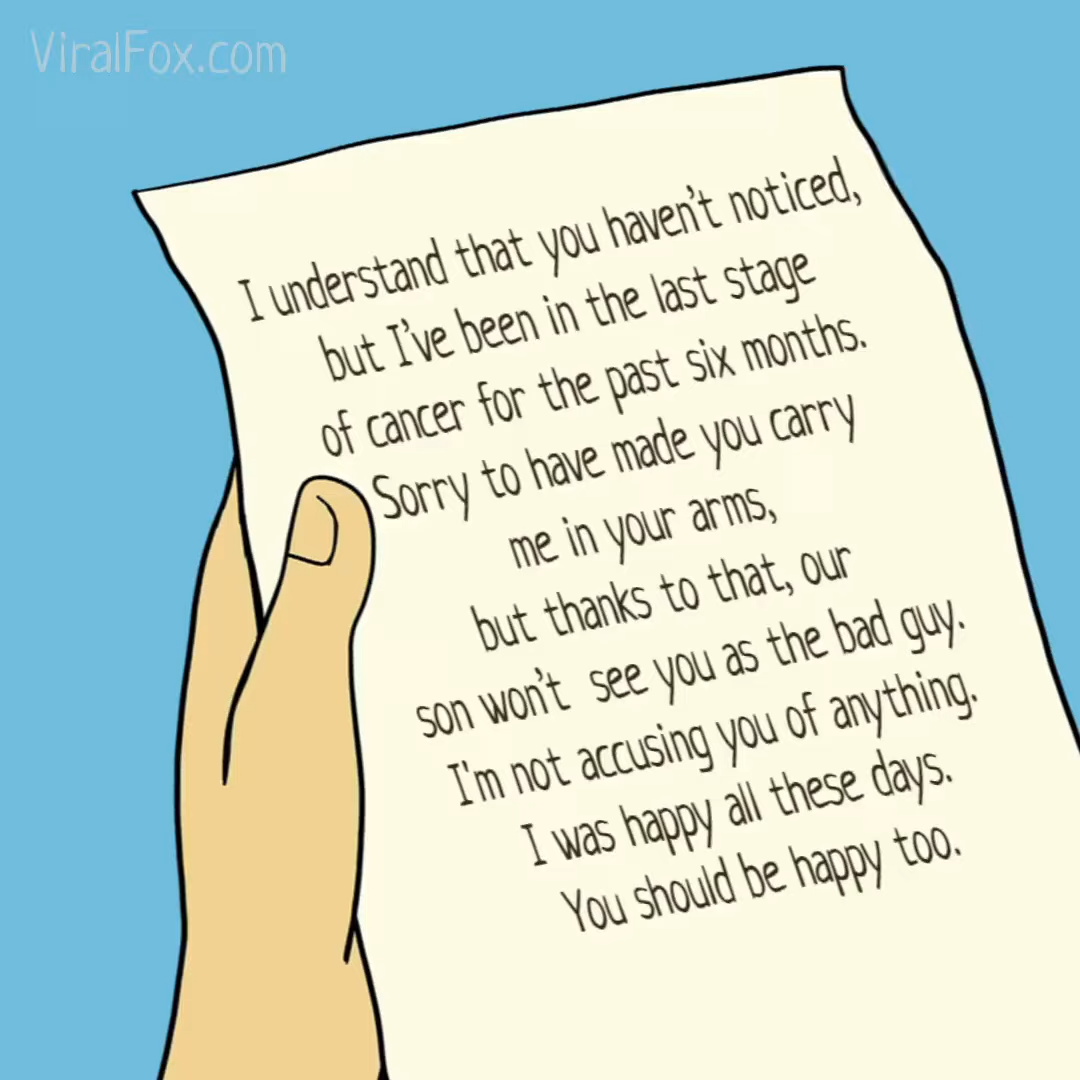 ViralFox.com
I understand that you haven't noticed,
but I've been in the last stage
of cancer for the past six months.
Sorry to have made you carry
me in your arms,
but thanks to that, our
son won't see you as the bad guy.
I'm not accusing you of anything.
I was happy all these days.
You should be happy too.